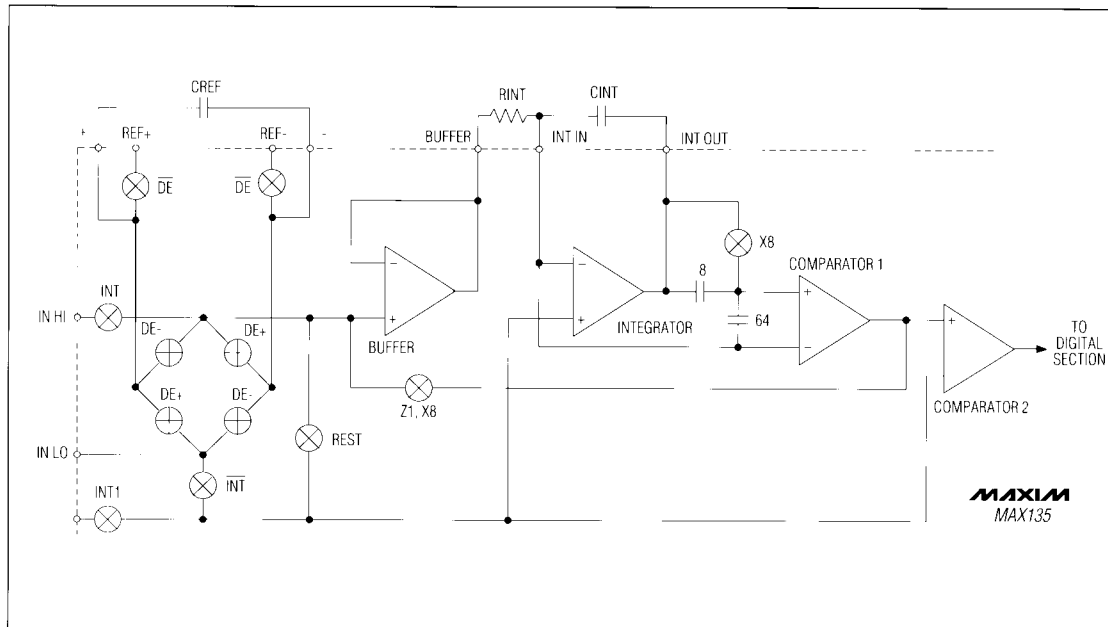 CREF
RINT
CINT
+
REF+
REF-
-
BUFFER
INT IN
INT OUT
DE
DE
X8
8
COMPARATOR 1
INT
-
+
64
IN HI
DE-
DE+
+
BUFFER
+
INTEGRATOR
-
+
TO
DIGITAL
SECTION
DE+
DE-
Z1, X8
COMPARATOR 2
REST
IN LO
INT
INT1
MAXIM
MAX135